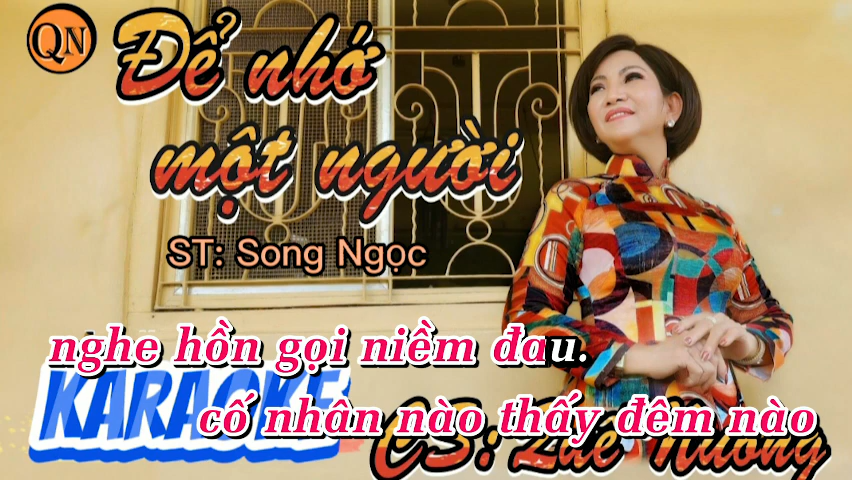 QN
Để nhớ
một người
ST: Song Ngọc
nghe hồn gọi niềm đau.
KARAOKE
cố nhân nào thấy đêm nào
CS: